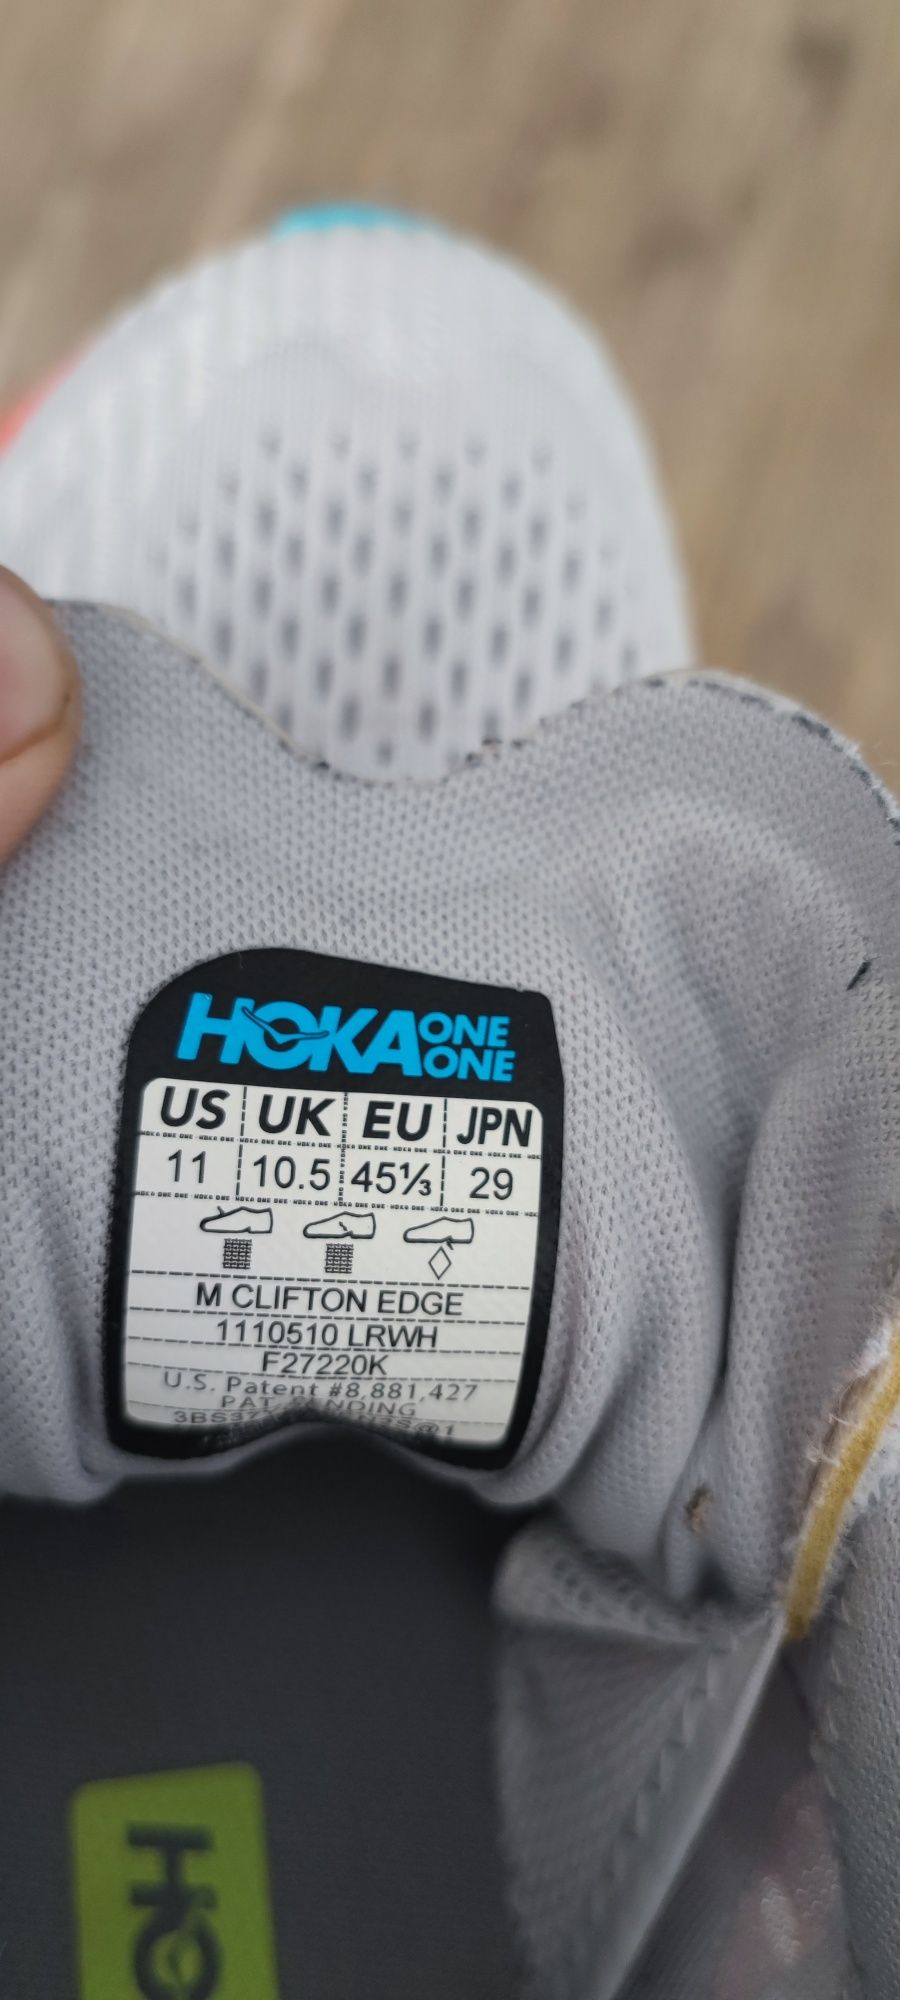 HOKA ONE ONE
US UK EU JPN
11 10.5 45⅓ 29
M CLIFTON EDGE
1110510 LRWH
F27220K
U.S. Patent #8,881,427
PAT. PENDING
HO